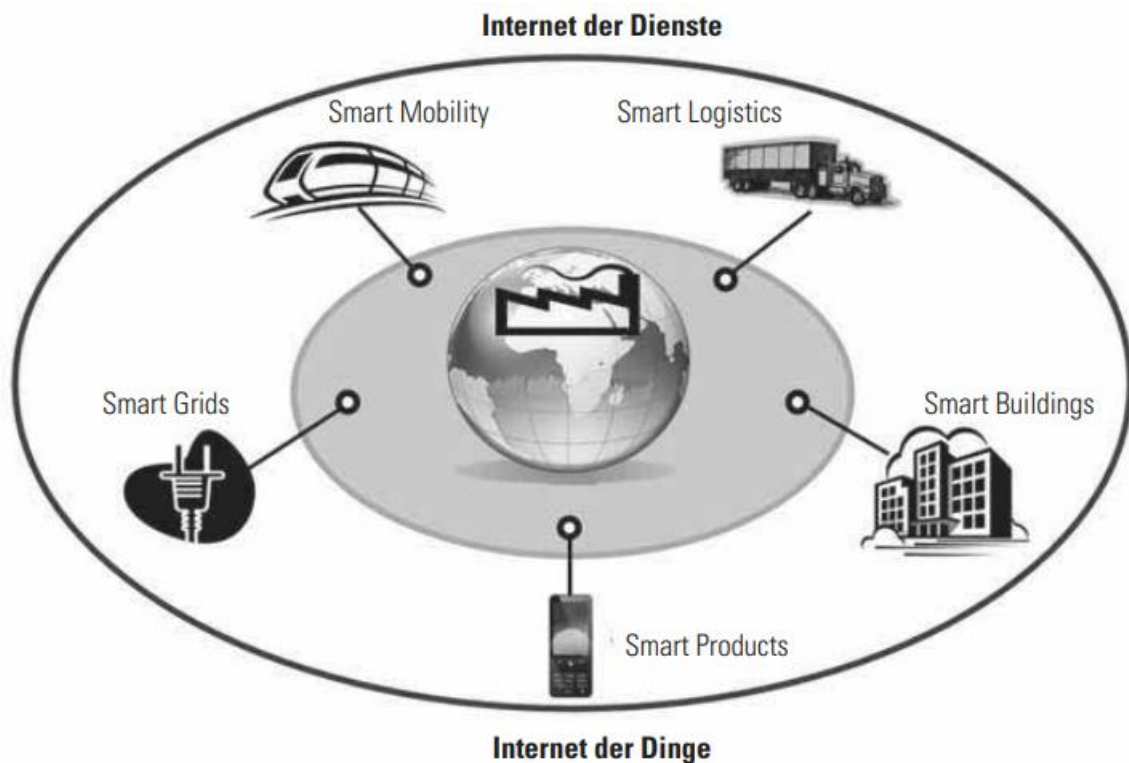 Internet der Dienste
Smart Mobility
Smart Logistics
Smart Grids
Smart Buildings
Smart Products
Internet der Dinge